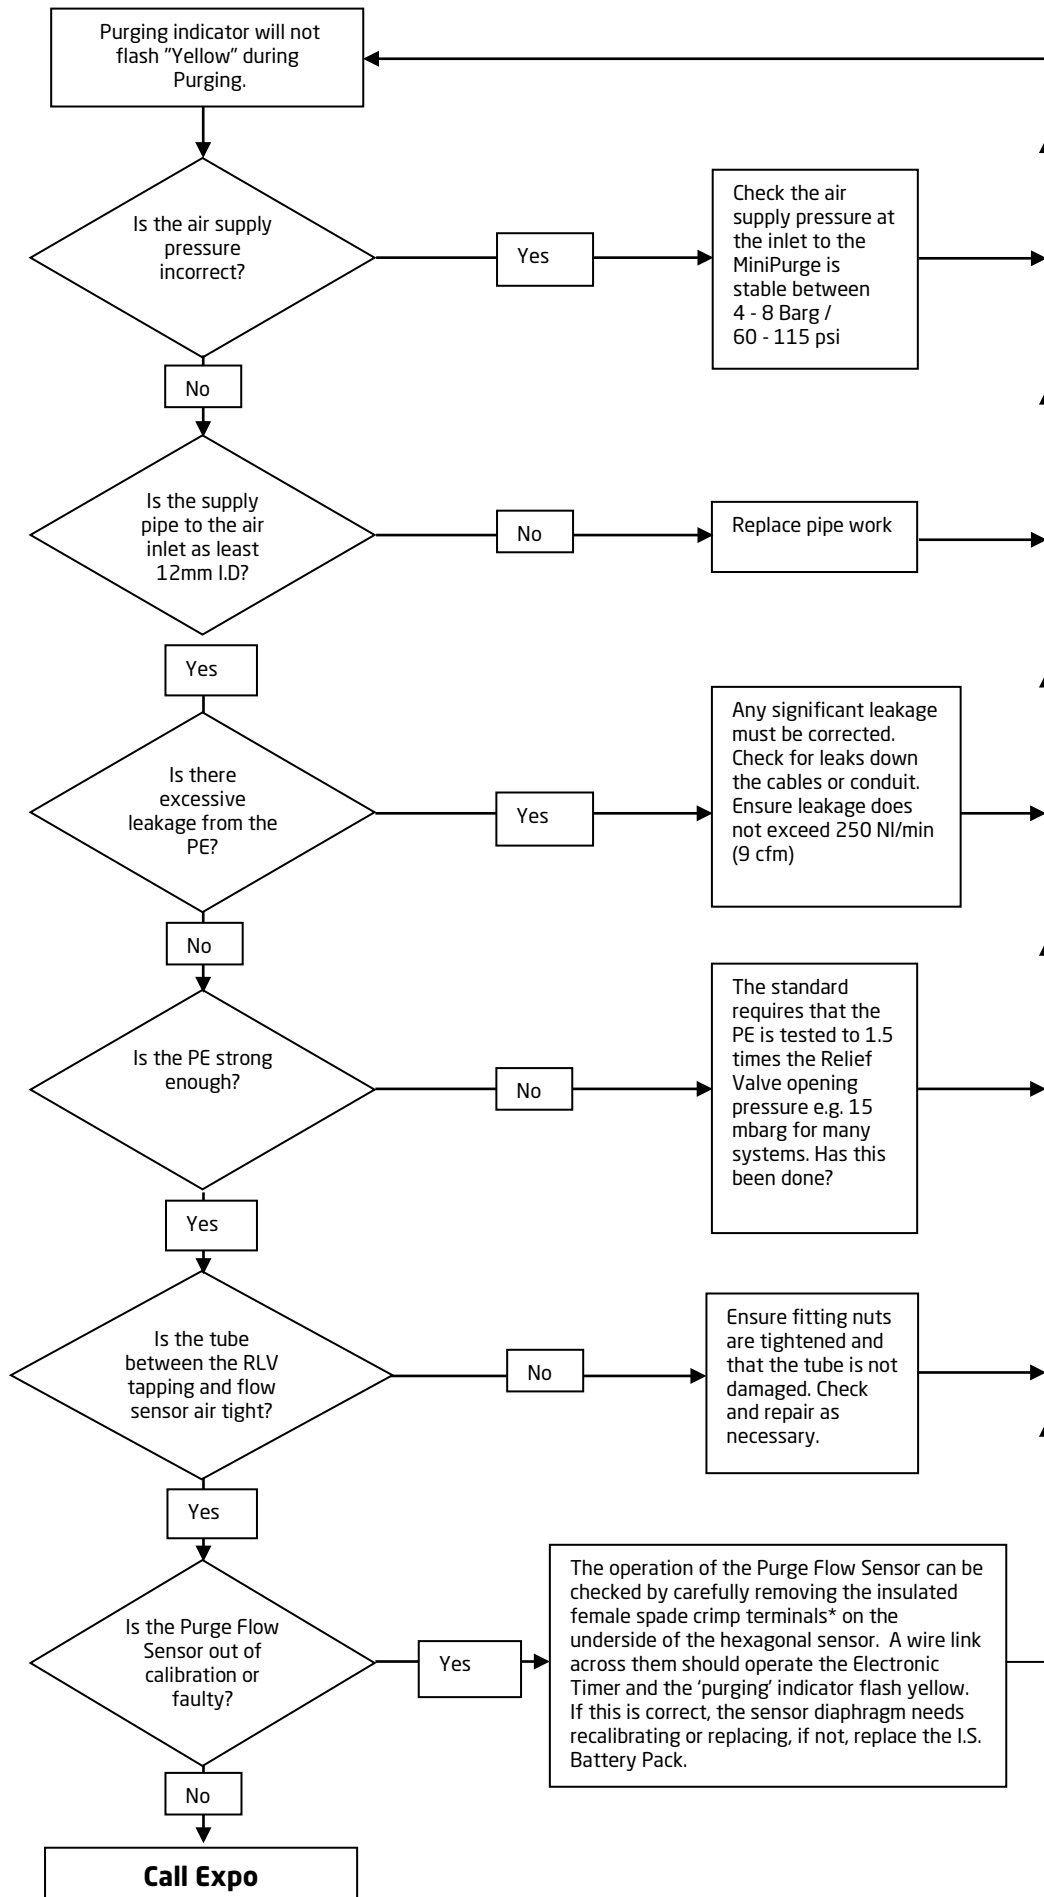 Purging indicator will not
flash "Yellow" during
Purging.
Is the air supply
pressure
incorrect?
Yes
Check the air
supply pressure at
the inlet to the
MiniPurge is
stable between
4 - 8 Barg /
60 - 115 psi
No
Is the supply
pipe to the air
inlet as least
12mm I.D?
No
Replace pipe work
Yes
Is there
excessive
leakage from the
PE?
Yes
Any significant leakage
must be corrected.
Check for leaks down
the cables or conduit.
Ensure leakage does
not exceed 250 Nl/min
(9 cfm)
No
Is the PE strong
enough?
No
The standard
requires that the
PE is tested to 1.5
times the Relief
Valve opening
pressure e.g. 15
mbarg for many
systems. Has this
been done?
Yes
Is the tube
between the RLV
tapping and flow
sensor air tight?
No
Ensure fitting nuts
are tightened and
that the tube is not
damaged. Check
and repair as
necessary.
Yes
Is the Purge Flow
Sensor out of
calibration or
faulty?
Yes
The operation of the Purge Flow Sensor can be
checked by carefully removing the insulated
female spade crimp terminals* on the
underside of the hexagonal sensor. A wire link
across them should operate the Electronic
Timer and the 'purging' indicator flash yellow.
If this is correct, the sensor diaphragm needs
recalibrating or replacing, if not, replace the I.S.
Battery Pack.
No
Call Expo